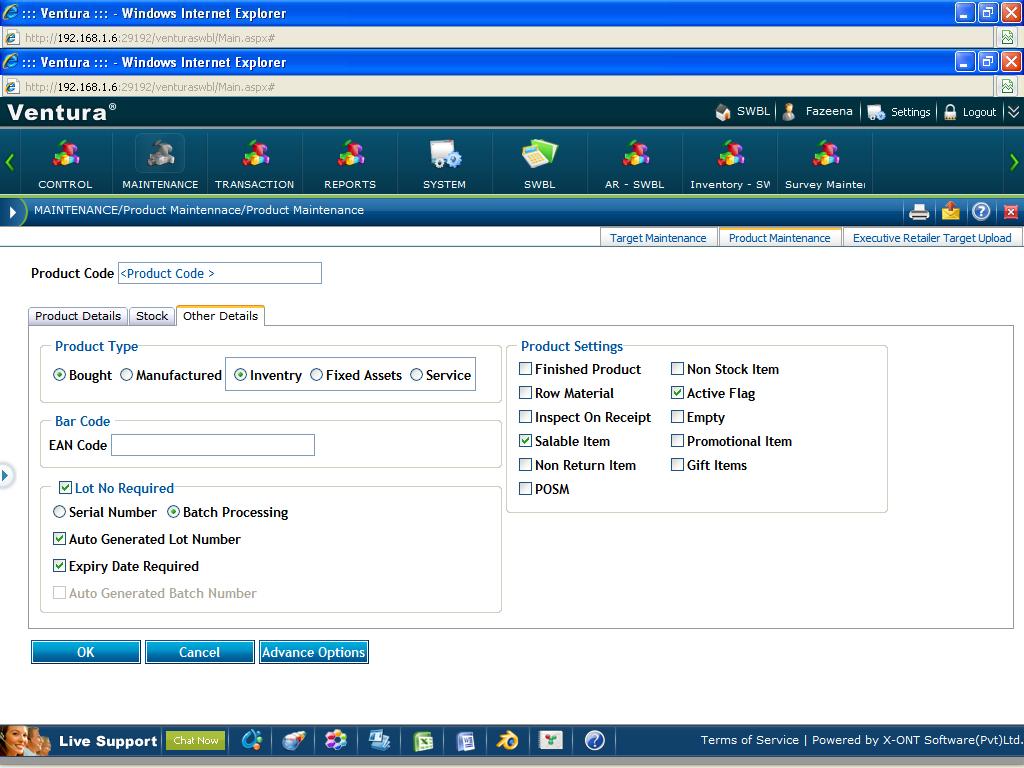 ::: Ventura ::: - Windows Internet Explorer
http://192.168.1.6:29192/venturaswbl/Main.aspx#
::: Ventura ::: - Windows Internet Explorer
http://192.168.1.6:29192/venturaswbl/Main.aspx#
Ventura® SWBL Fazeena Settings Logout
CONTROL MAINTENANCE TRANSACTION REPORTS SYSTEM SWBL AR - SWBL Inventory - SW Survey Mainte
MAINTENANCE/Product Maintennace/Product Maintenance
Target Maintenance Product Maintenance Executive Retailer Target Upload
Product Code <Product Code >
Product Details Stock Other Details
Product Type
Bought Manufactured Inventry Fixed Assets Service
Bar Code
EAN Code
Lot No Required
Serial Number Batch Processing
Auto Generated Lot Number
Expiry Date Required
Auto Generated Batch Number
Product Settings
Finished Product Non Stock Item
Row Material Active Flag
Inspect On Receipt Empty
Salable Item Promotional Item
Non Return Item Gift Items
POSM
OK Cancel Advance Options
Live Support Chat Now Terms of Service | Powered by X-ONT Software(Pvt)Ltd.